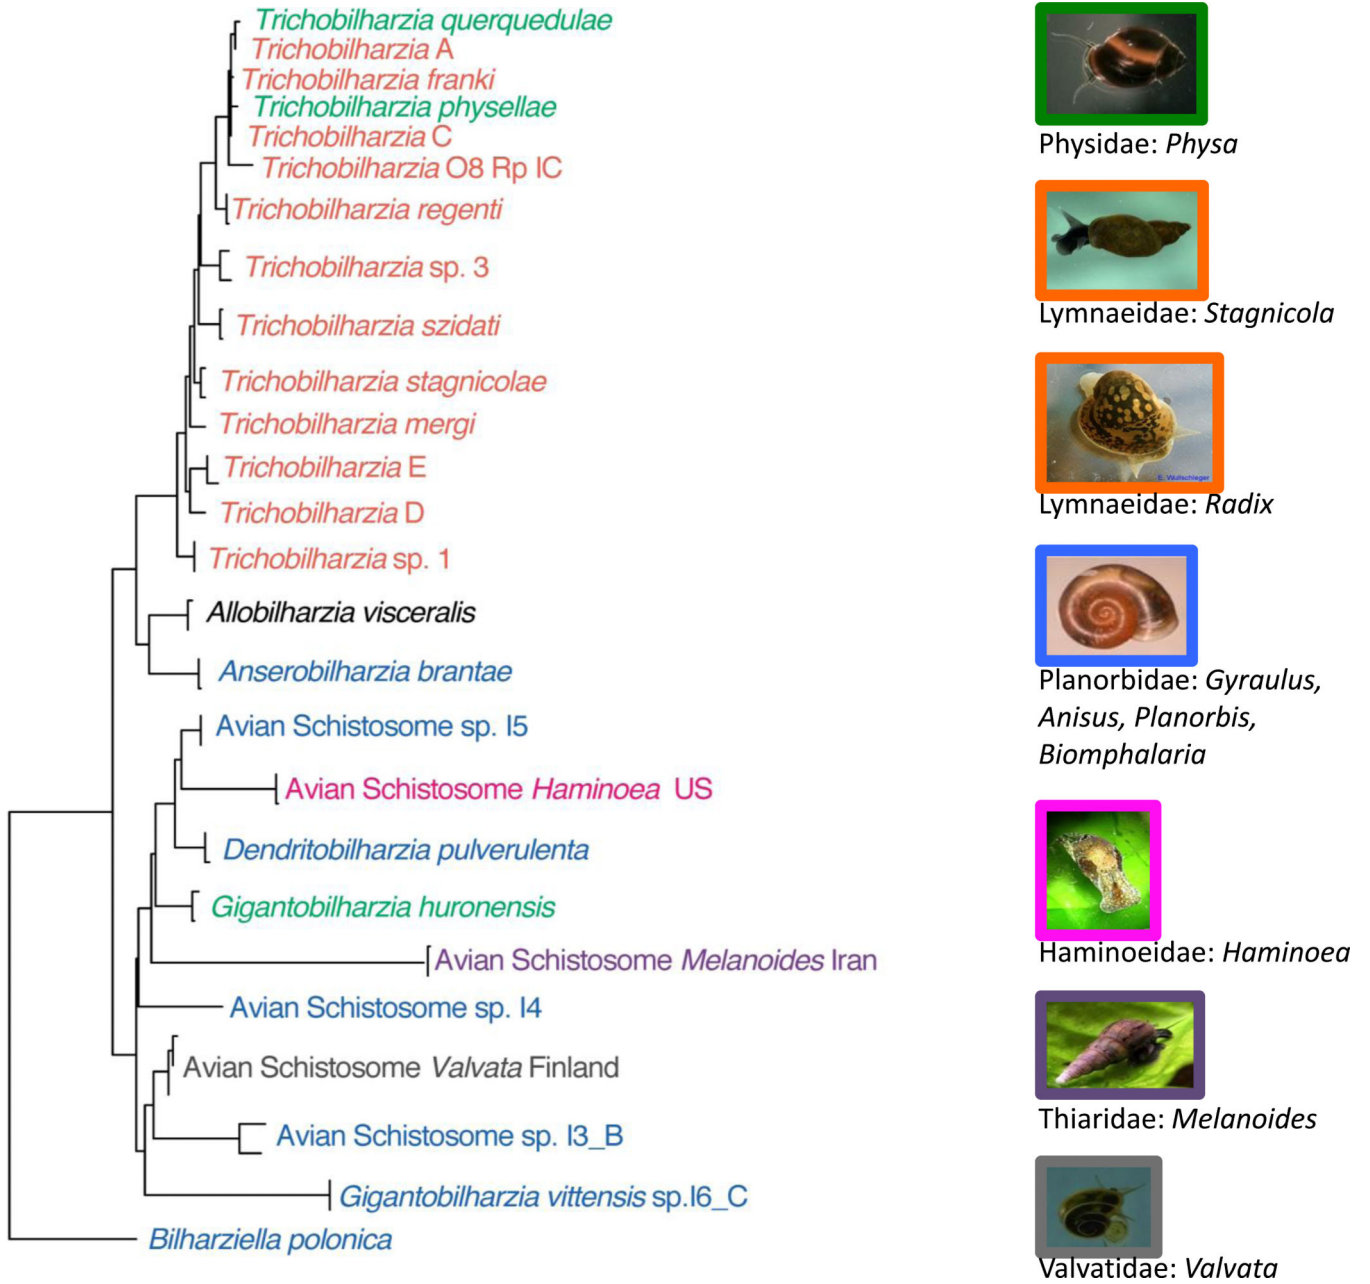 Trichobilharzia querquedulae
Trichobilharzia A
Trichobilharzia franki
Trichobilharzia physellae
Trichobilharzia C
Trichobilharzia O8 Rp IC
Trichobilharzia regenti
Trichobilharzia sp. 3
Trichobilharzia szidati
Trichobilharzia stagnicolae
Trichobilharzia mergi
Trichobilharzia E
Trichobilharzia D
Trichobilharzia sp. 1
Allobilharzia visceralis
Anserobilharzia brantae
Avian Schistosome sp. I5
Avian Schistosome Haminoea US
Dendritobilharzia pulverulenta
Gigantobilharzia huronensis
Avian Schistosome Melanoides Iran
Avian Schistosome sp. I4
Avian Schistosome Valvata Finland
Avian Schistosome sp. I3_B
Gigantobilharzia vittensis sp.I6_C
Bilharziella polonica
Physidae: Physa
Lymnaeidae: Stagnicola
E. Wullschleger
Lymnaeidae: Radix
Planorbidae: Gyraulus,
Anisus, Planorbis,
Biomphalaria
Haminoeidae: Haminoea
Thiaridae: Melanoides
Valvatidae: Valvata